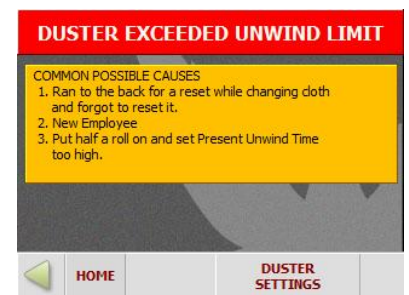 DUSTER EXCEEDED UNWIND LIMIT
COMMON POSSIBLE CAUSES
1. Ran to the back for a reset while changing cloth
and forgot to reset it.
2. New Employee
3. Put half a roll on and set Present Unwind Time
too high.
HOME
DUSTER
SETTINGS